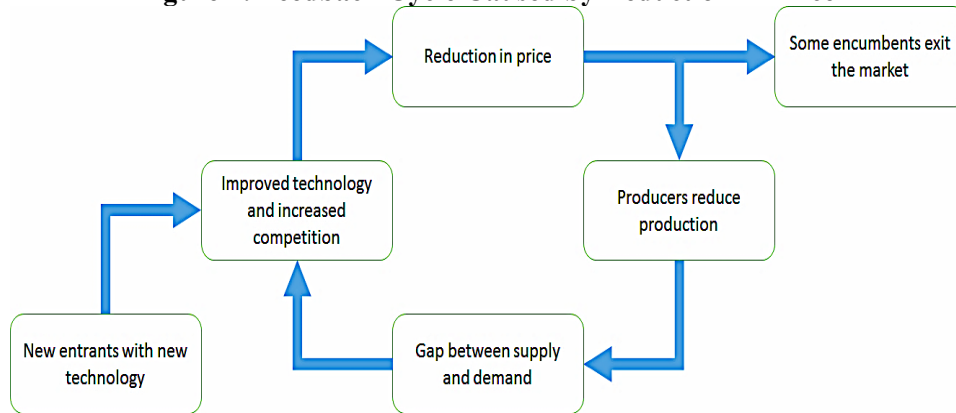 Reduction in price
Some encumbents exit
the market
Improved technology
and increased
competition
Producers reduce
production
New entrants with new
technology
Gap between supply
and demand